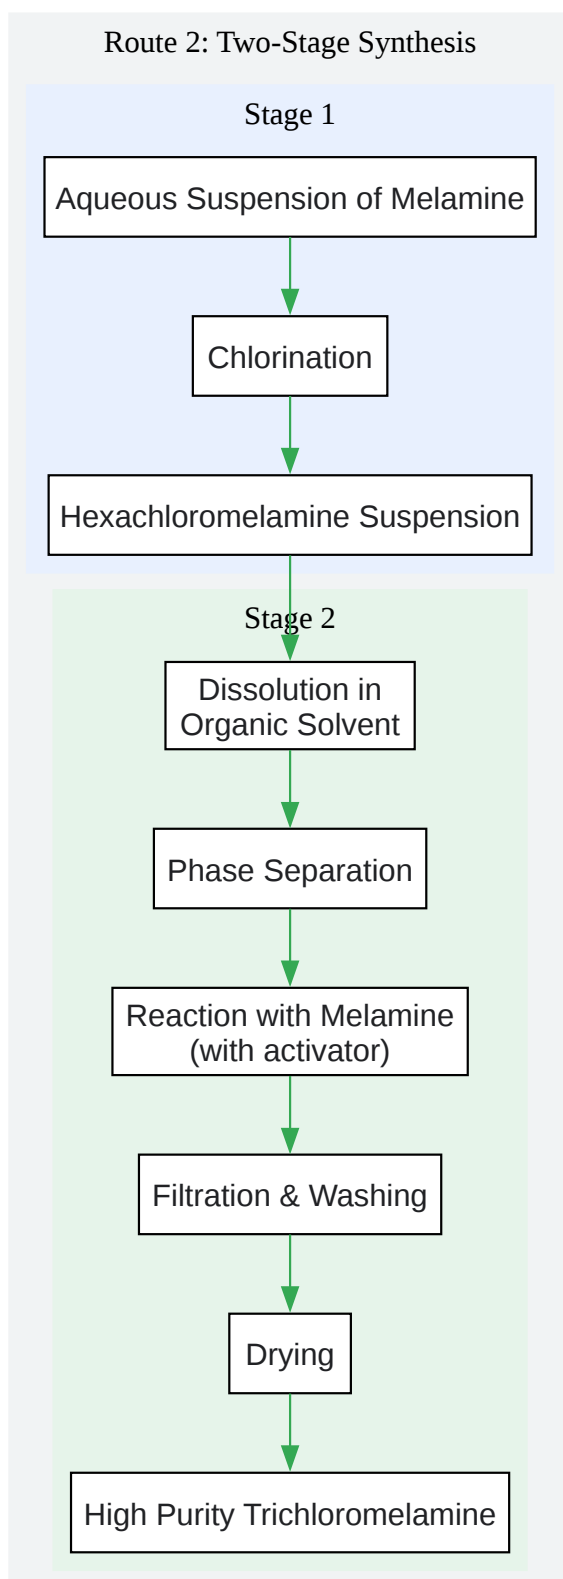 Route 2: Two-Stage Synthesis
Stage 1
Aqueous Suspension of Melamine
Chlorination
Hexachloromelamine Suspension
Stage 2
Dissolution in
Organic Solvent
Phase Separation
Reaction with Melamine
(with activator)
Filtration & Washing
Drying
High Purity Trichloromelamine